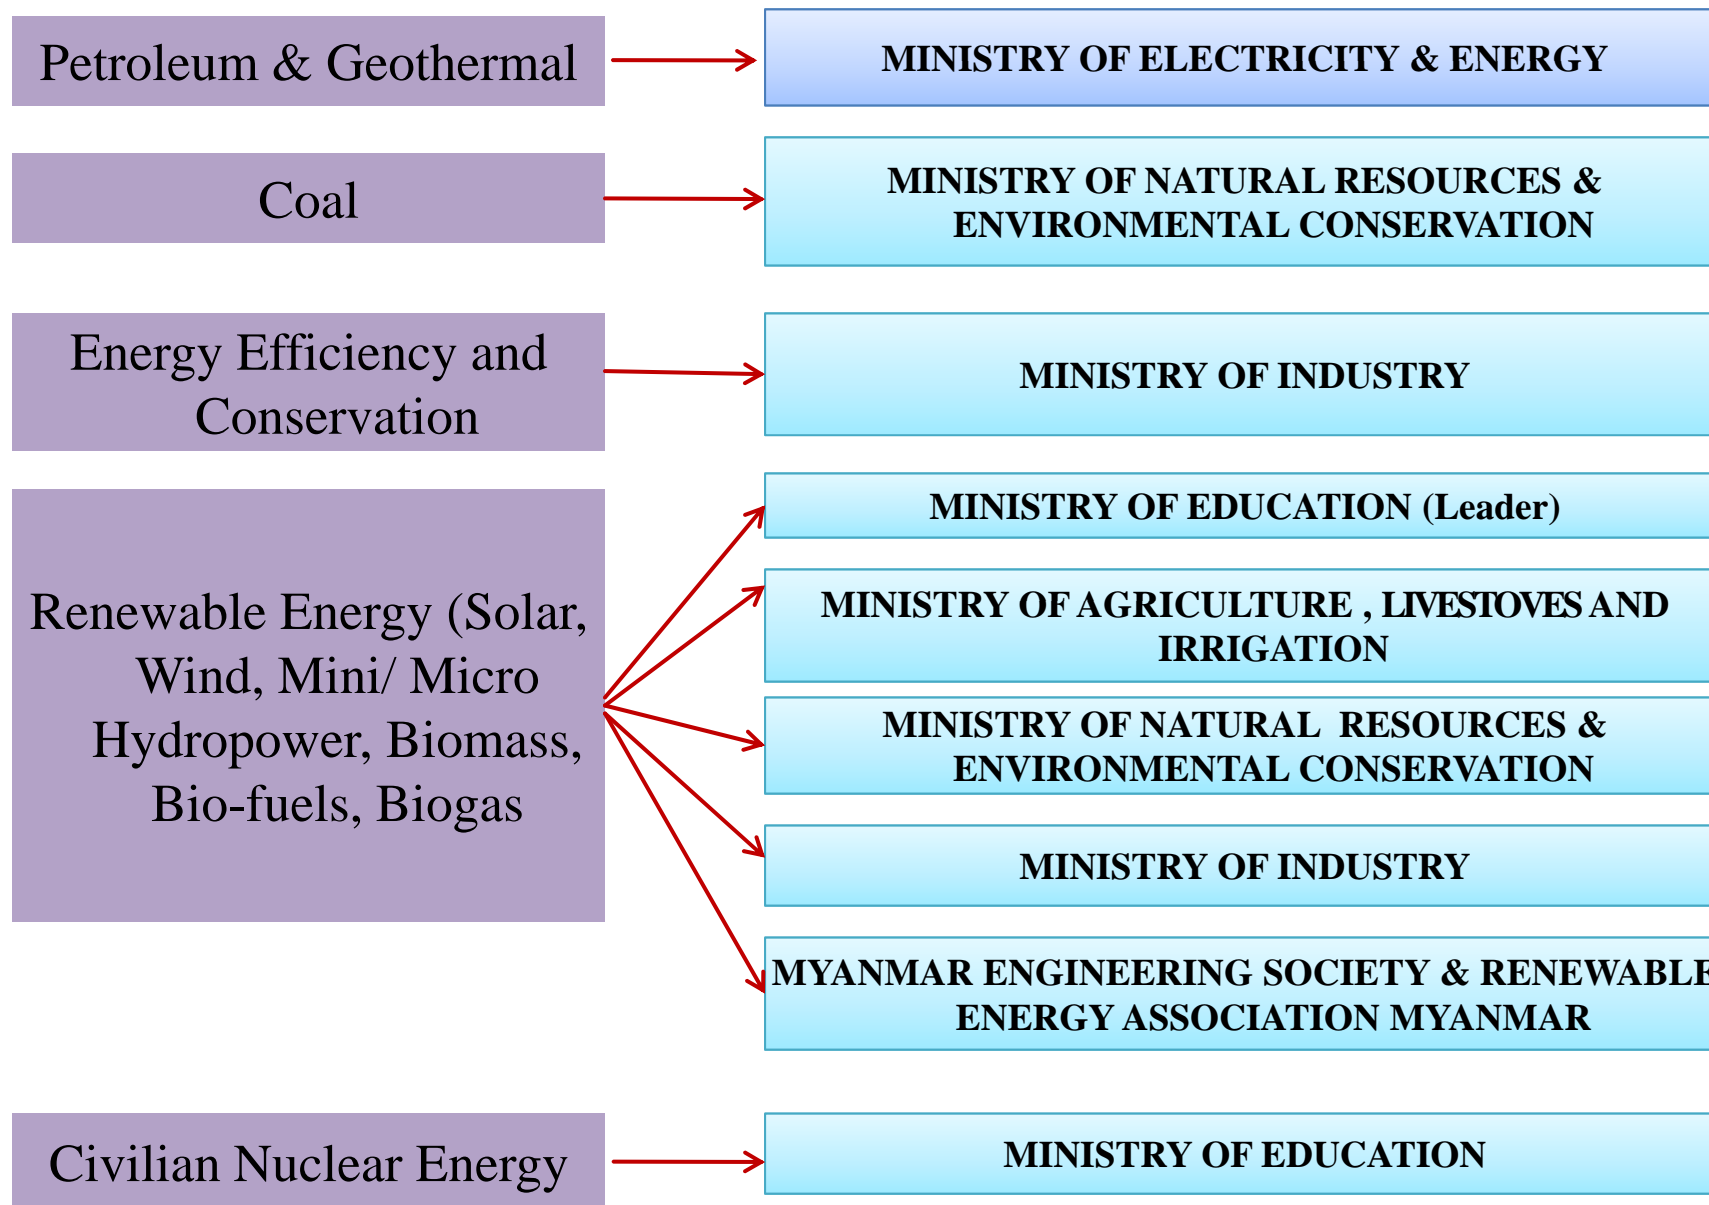 Petroleum & Geothermal
MINISTRY OF ELECTRICITY & ENERGY
Coal
MINISTRY OF NATURAL RESOURCES &
ENVIRONMENTAL CONSERVATION
Energy Efficiency and
Conservation
MINISTRY OF INDUSTRY
Renewable Energy (Solar,
Wind, Mini/ Micro
Hydropower, Biomass,
Bio-fuels, Biogas
MINISTRY OF EDUCATION (Leader)
MINISTRY OF AGRICULTURE , LIVESTOVES AND
IRRIGATION
MINISTRY OF NATURAL RESOURCES &
ENVIRONMENTAL CONSERVATION
MINISTRY OF INDUSTRY
MYANMAR ENGINEERING SOCIETY & RENEWABLE
ENERGY ASSOCIATION MYANMAR
Civilian Nuclear Energy
MINISTRY OF EDUCATION